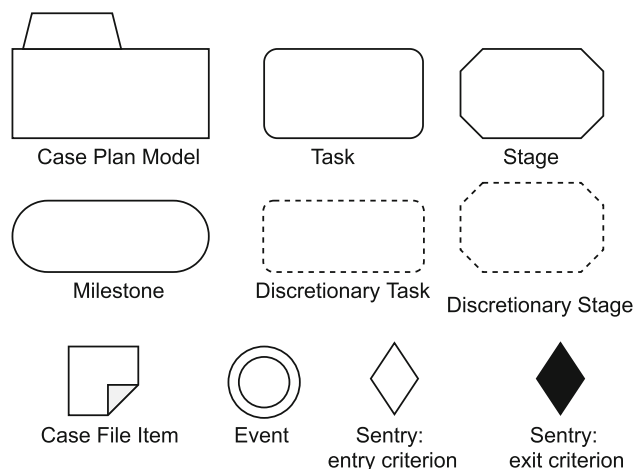 Case Plan Model
Task
Stage
Milestone
Discretionary Task
Discretionary Stage
Case File Item
Event
Sentry:
entry criterion
Sentry:
exit criterion